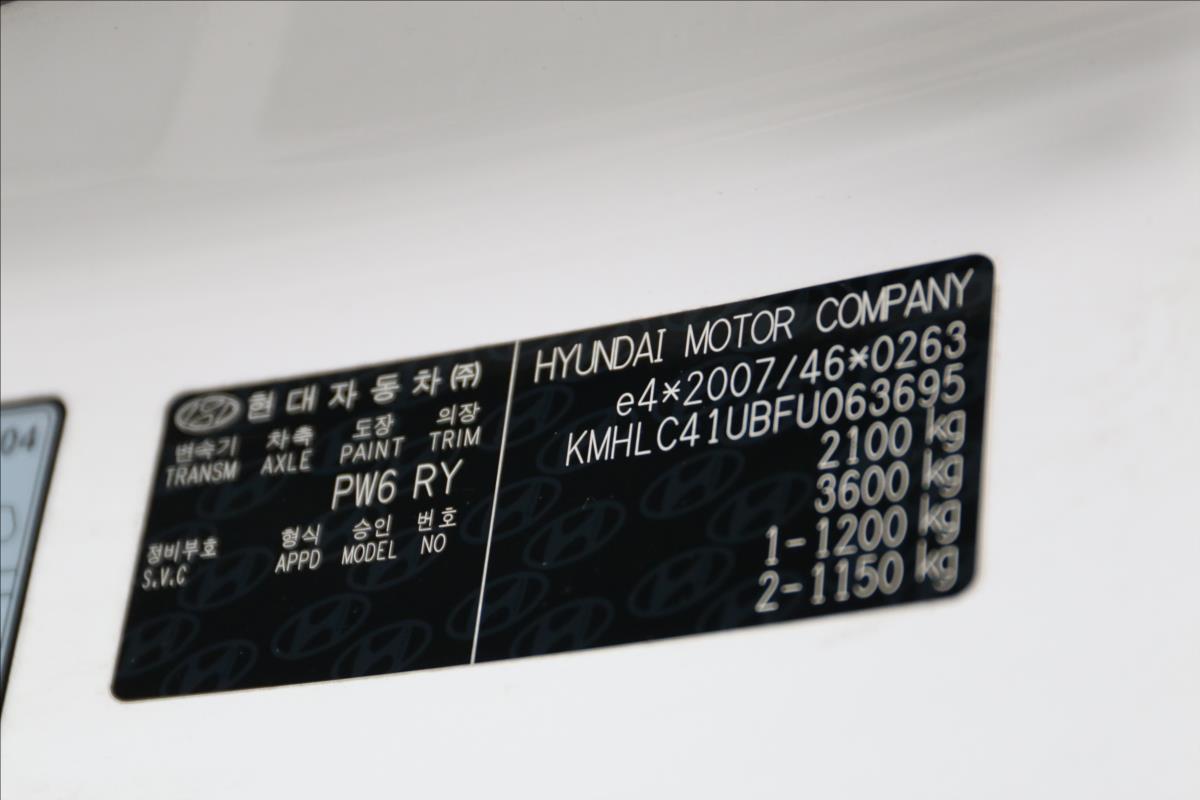 현대자동차(주)
변속기 차축 도장 의장
TRANSM AXLE PAINT TRIM
PW6 RY
정비부호 형식 승인 번호
S.V.C APPD MODEL NO
HYUNDAI MOTOR COMPANY
e4*2007/46*0263
KMHLC41UBFU063695
2100 kg
3600 kg
1-1200 kg
2-1150 kg
04